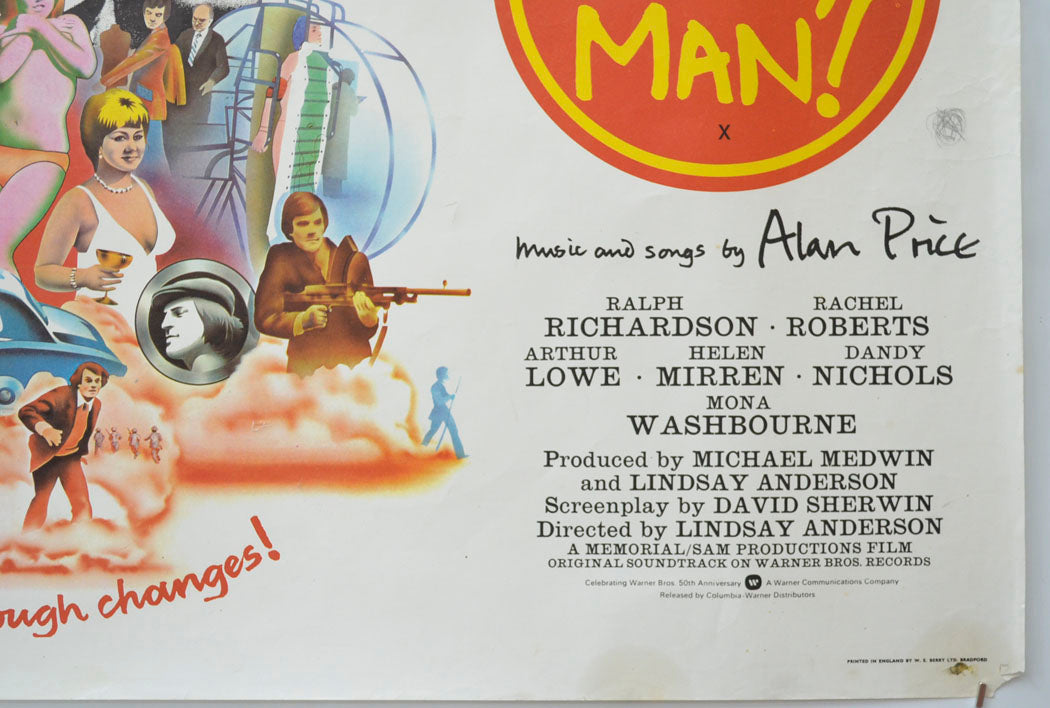 MAN!
X
music and songs by Alan Price
RALPH RACHEL
RICHARDSON · ROBERTS
ARTHUR HELEN DANDY
LOWE · MIRREN · NICHOLS
MONA
WASHBOURNE
Produced by MICHAEL MEDWIN
and LINDSAY ANDERSON
Screenplay by DAVID SHERWIN
Directed by LINDSAY ANDERSON
A MEMORIAL/SAM PRODUCTIONS FILM
ORIGINAL SOUNDTRACK ON WARNER BROS. RECORDS
Celebrating Warner Bros. 50th Anniversary W A Warner Communications Company
Released by Columbia-Warner Distributors
ough changes!
PRINTED IN ENGLAND BY W. E. BERRY LTD. BRADFORD